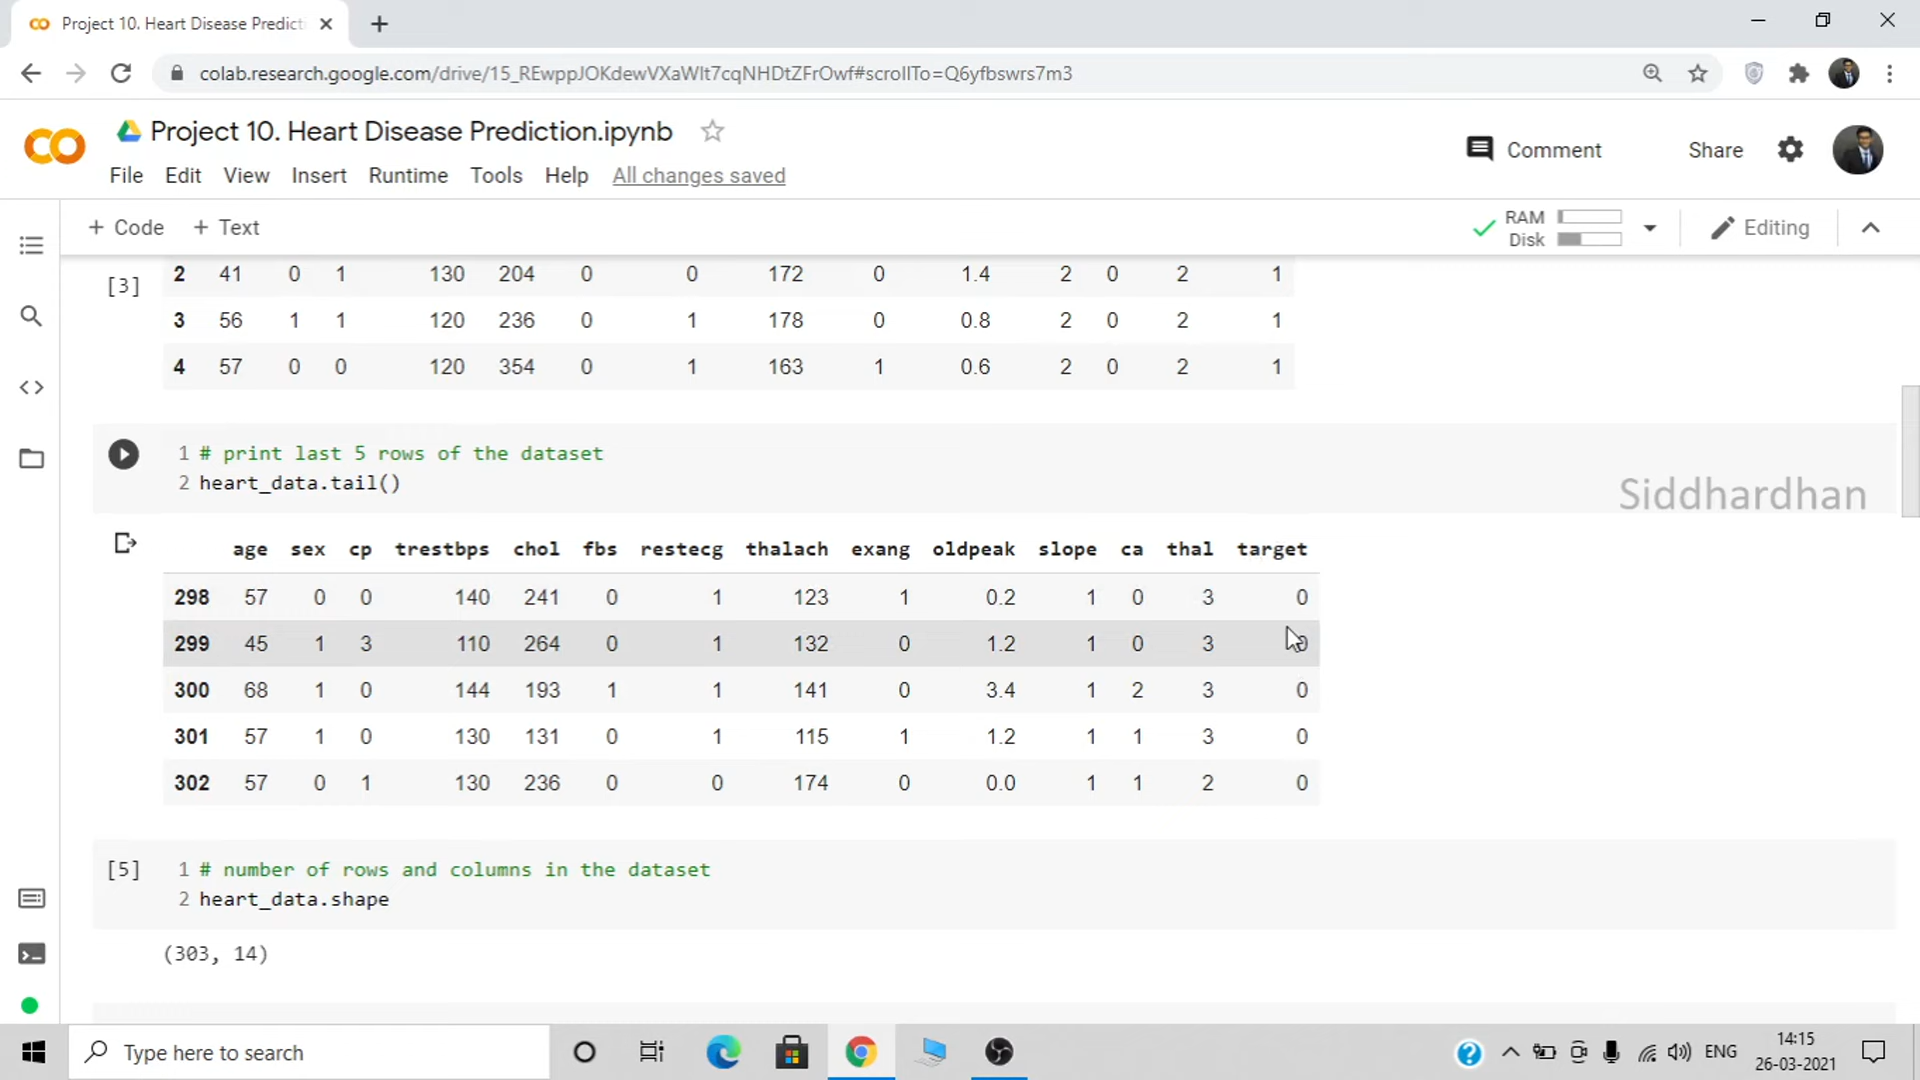 Project 10. Heart Disease Predicti
colab.research.google.com/drive/15_REwppJOKdewVXaWIt7cqNHDtZFrOwf#scrollTo=Q6yfbswrs7m3
Project 10. Heart Disease Prediction.ipynb
Comment
Share
File Edit View Insert Runtime Tools Help All changes saved
+ Code + Text
RAM
Disk
Editing
[3]
2 41 0 1 130 204 0 0 172 0 1.4 2 0 2 1
3 56 1 1 120 236 0 1 178 0 0.8 2 0 2 1
4 57 0 0 120 354 0 1 163 1 0.6 2 0 2 1
1 # print last 5 rows of the dataset
2 heart_data.tail()
Siddhardhan
age sex cp trestbps chol fbs restecg thalach exang oldpeak slope ca thal target
298 57 0 0 140 241 0 1 123 1 0.2 1 0 3 0
299 45 1 3 110 264 0 1 132 0 1.2 1 0 3 0
300 68 1 0 144 193 1 1 141 0 3.4 1 2 3 0
301 57 1 0 130 131 0 1 115 1 1.2 1 1 3 0
302 57 0 1 130 236 0 0 174 0 0.0 1 1 2 0
[5]
1 # number of rows and columns in the dataset
2 heart_data.shape
(303, 14)
Type here to search
ENG
14:15
26-03-2021